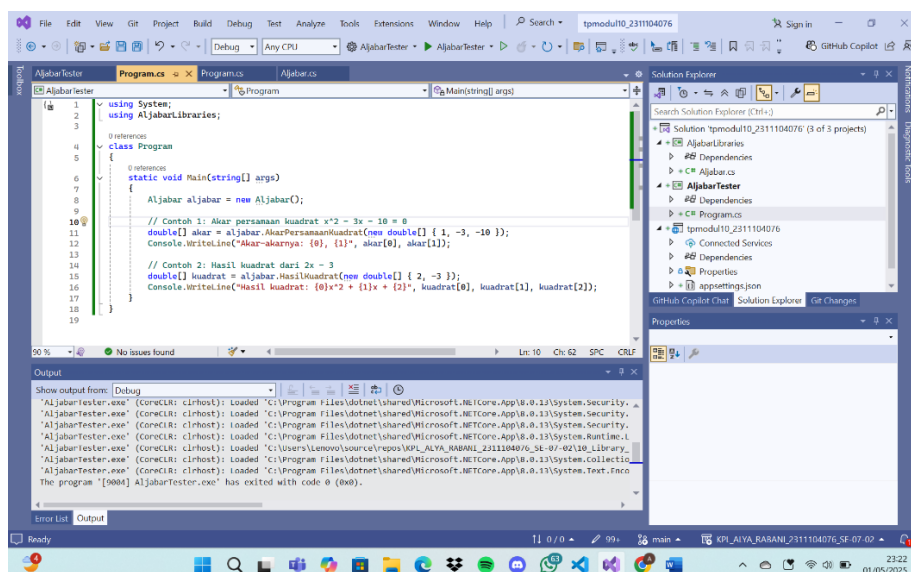 File Edit View Git Project Build Debug Test Analyze Tools Extensions Window Help Search tpmodul10_2311104076 Sign in
Debug Any CPU AljabarTester AljabarTester GitHub Copilot
Toolbox
AljabarTester Program.cs Program.cs Aljabar.cs
AljabarTester Program Main(string[] args)
1 using System;
2 using AljabarLibraries;
3
0 references
4 class Program
5 {
0 references
6 static void Main(string[] args)
7 {
8 Aljabar aljabar = new Aljabar();
9
10 // Contoh 1: Akar persamaan kuadrat x^2 - 3x - 10 = 0
11 double[] akar = aljabar.AkarPersamaanKuadrat(new double[] { 1, -3, -10 });
12 Console.WriteLine("Akar-akarnya: {0}, {1}", akar[0], akar[1]);
13
14 // Contoh 2: Hasil kuadrat dari 2x - 3
15 double[] kuadrat = aljabar.HasilKuadrat(new double[] { 2, -3 });
16 Console.WriteLine("Hasil kuadrat: {0}x^2 + {1}x + {2}", kuadrat[0], kuadrat[1], kuadrat[2]);
17 }
18 }
19
90 % No issues found Ln: 10 Ch: 62 SPC CRLF
Output
Show output from: Debug
'AljabarTester.exe' (CoreCLR: clrhost): Loaded 'C:\Program Files\dotnet\shared\Microsoft.NETCore.App\8.0.13\System.Security.
'AljabarTester.exe' (CoreCLR: clrhost): Loaded 'C:\Program Files\dotnet\shared\Microsoft.NETCore.App\8.0.13\System.Security.
'AljabarTester.exe' (CoreCLR: clrhost): Loaded 'C:\Program Files\dotnet\shared\Microsoft.NETCore.App\8.0.13\System.Security.
'AljabarTester.exe' (CoreCLR: clrhost): Loaded 'C:\Program Files\dotnet\shared\Microsoft.NETCore.App\8.0.13\System.Runtime.L
'AljabarTester.exe' (CoreCLR: clrhost): Loaded 'C:\Users\Lenovo\source\repos\KPL_ALYA_RABANI_2311104076_SE-07-02\10_Library_
'AljabarTester.exe' (CoreCLR: clrhost): Loaded 'C:\Program Files\dotnet\shared\Microsoft.NETCore.App\8.0.13\System.Collectio
'AljabarTester.exe' (CoreCLR: clrhost): Loaded 'C:\Program Files\dotnet\shared\Microsoft.NETCore.App\8.0.13\System.Text.Enco
The program '[9004] AljabarTester.exe' has exited with code 0 (0x0).
Error List Output
Solution Explorer
Search Solution Explorer (Ctrl+;)
Solution 'tpmodul10_2311104076' (3 of 3 projects)
AljabarLibraries
Dependencies
C# Aljabar.cs
AljabarTester
Dependencies
C# Program.cs
tpmodul10_2311104076
Connected Services
Dependencies
Properties
appsettings.json
GitHub Copilot Chat Solution Explorer Git Changes
Properties
Notifications
Diagnostic Tools
Ready 0 / 0 99+ main KPL_ALYA_RABANI_2311104076_SE-07-02
63
23:22
01/05/2025